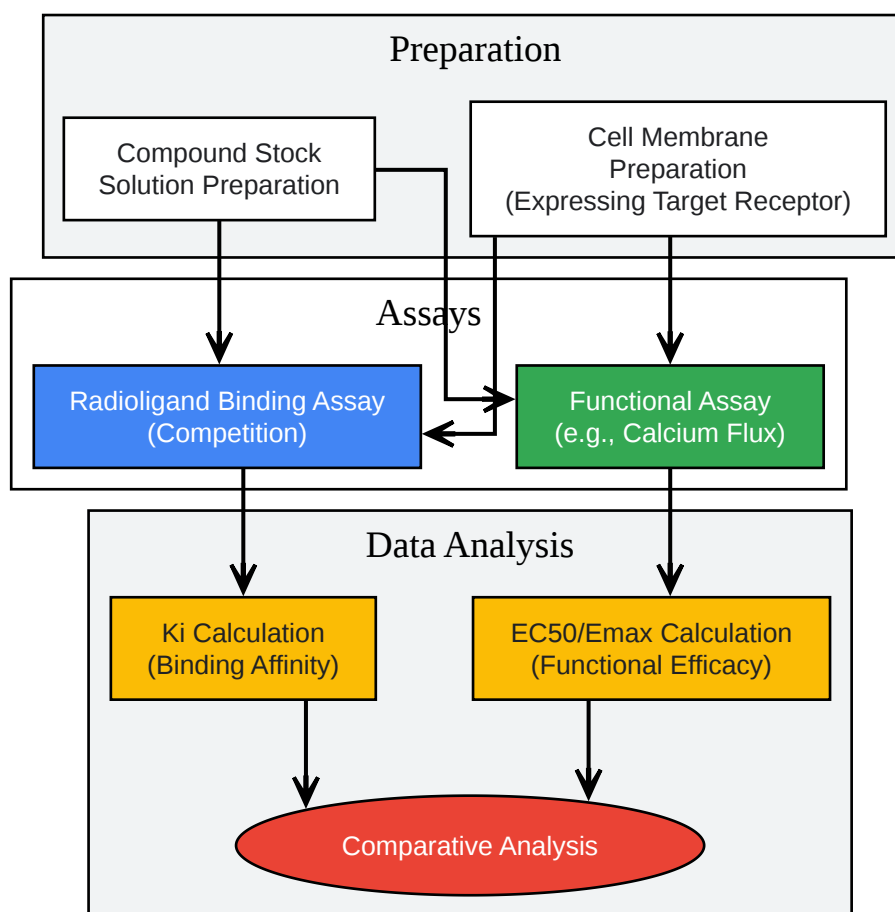 Preparation
Compound Stock
Solution Preparation
Cell Membrane
Preparation
(Expressing Target Receptor)
Assays
Radioligand Binding Assay
(Competition)
Functional Assay
(e.g., Calcium Flux)
Data Analysis
Ki Calculation
(Binding Affinity)
EC50/Emax Calculation
(Functional Efficacy)
Comparative Analysis